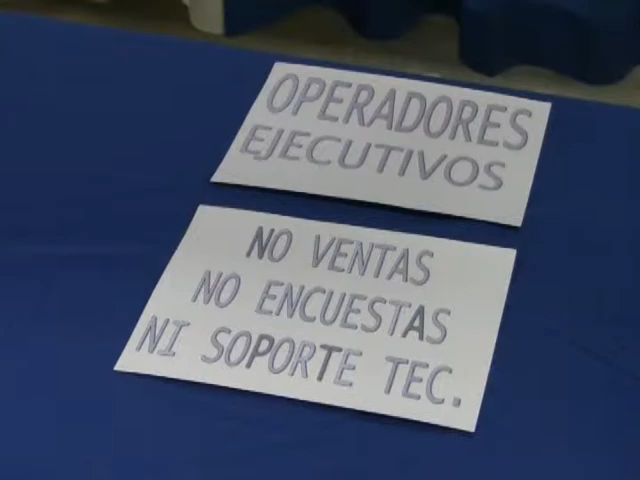 OPERADORES
EJECUTIVOS
NO VENTAS
NO ENCUESTAS
NI SOPORTE TEC.